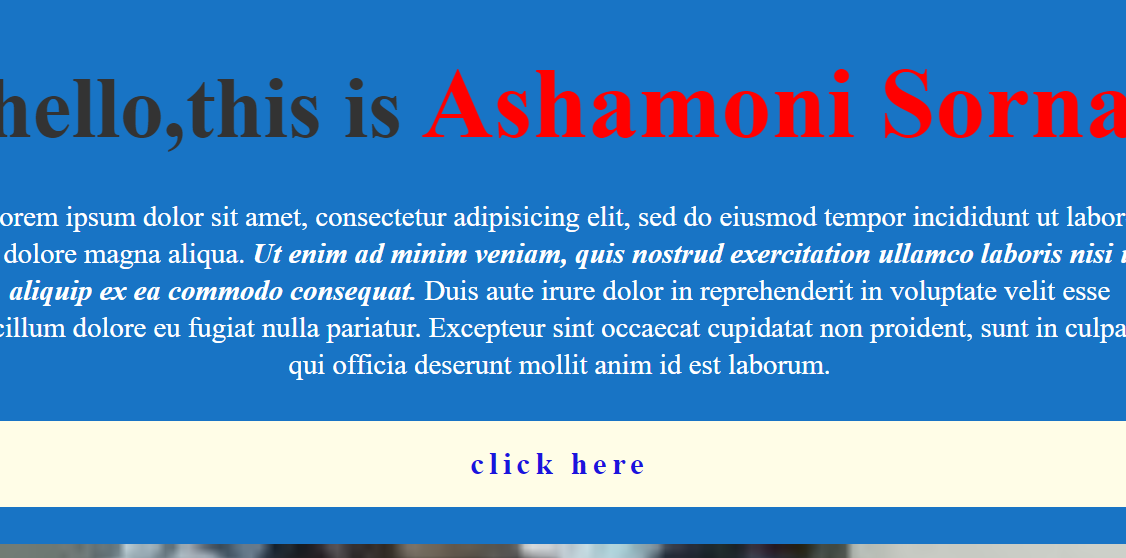 hello,this is Ashamoni Sorna
orem ipsum dolor sit amet, consectetur adipisicing elit, sed do eiusmod tempor incididunt ut labor
dolore magna aliqua. Ut enim ad minim veniam, quis nostrud exercitation ullamco laboris nisi u
aliquip ex ea commodo consequat. Duis aute irure dolor in reprehenderit in voluptate velit esse
cillum dolore eu fugiat nulla pariatur. Excepteur sint occaecat cupidatat non proident, sunt in culpa
qui officia deserunt mollit anim id est laborum.
click here